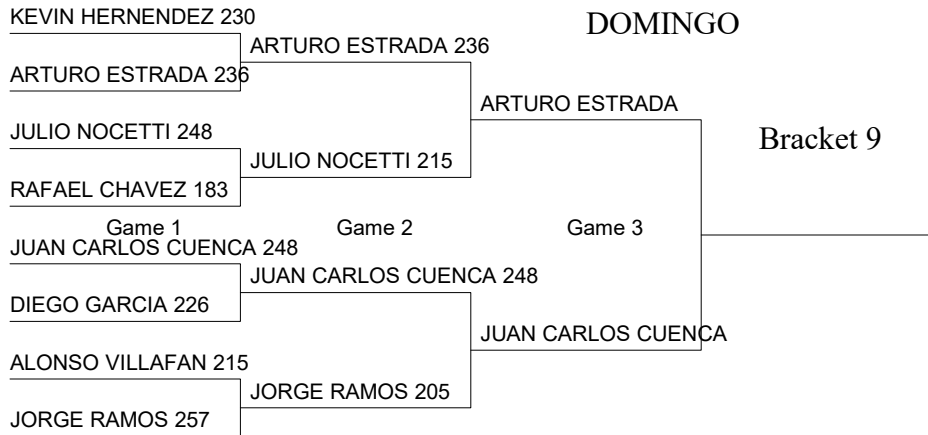 KEVIN HERNENDEZ 230
DOMINGO
ARTURO ESTRADA 236
ARTURO ESTRADA 236
ARTURO ESTRADA
JULIO NOCETTI 248
Bracket 9
JULIO NOCETTI 215
RAFAEL CHAVEZ 183
Game 1
Game 2
Game 3
JUAN CARLOS CUENCA 248
JUAN CARLOS CUENCA 248
DIEGO GARCIA 226
JUAN CARLOS CUENCA
ALONSO VILLAFAN 215
JORGE RAMOS 205
JORGE RAMOS 257